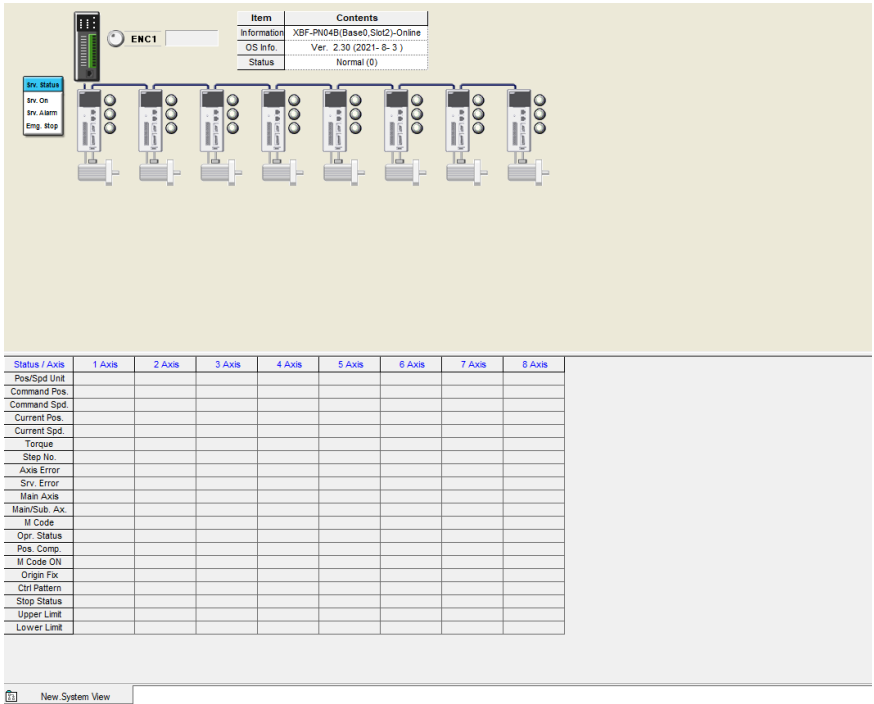 Item Contents
ENC1
Information XBF-PN04B(Base0,Slot2)-Online
OS Info. Ver. 2.30 (2021- 8- 3 )
Status Normal (0)
Srv. Status
Srv. On
Srv. Alarm
Emg. Stop
Status / Axis 1 Axis 2 Axis 3 Axis 4 Axis 5 Axis 6 Axis 7 Axis 8 Axis
Pos/Spd Unit
Command Pos.
Command Spd.
Current Pos.
Current Spd.
Torque
Step No.
Axis Error
Srv. Error
Main Axis
Main/Sub. Ax.
M Code
Opr. Status
Pos. Comp.
M Code ON
Origin Fix
Ctrl Pattern
Stop Status
Upper Limit
Lower Limit
New.System View